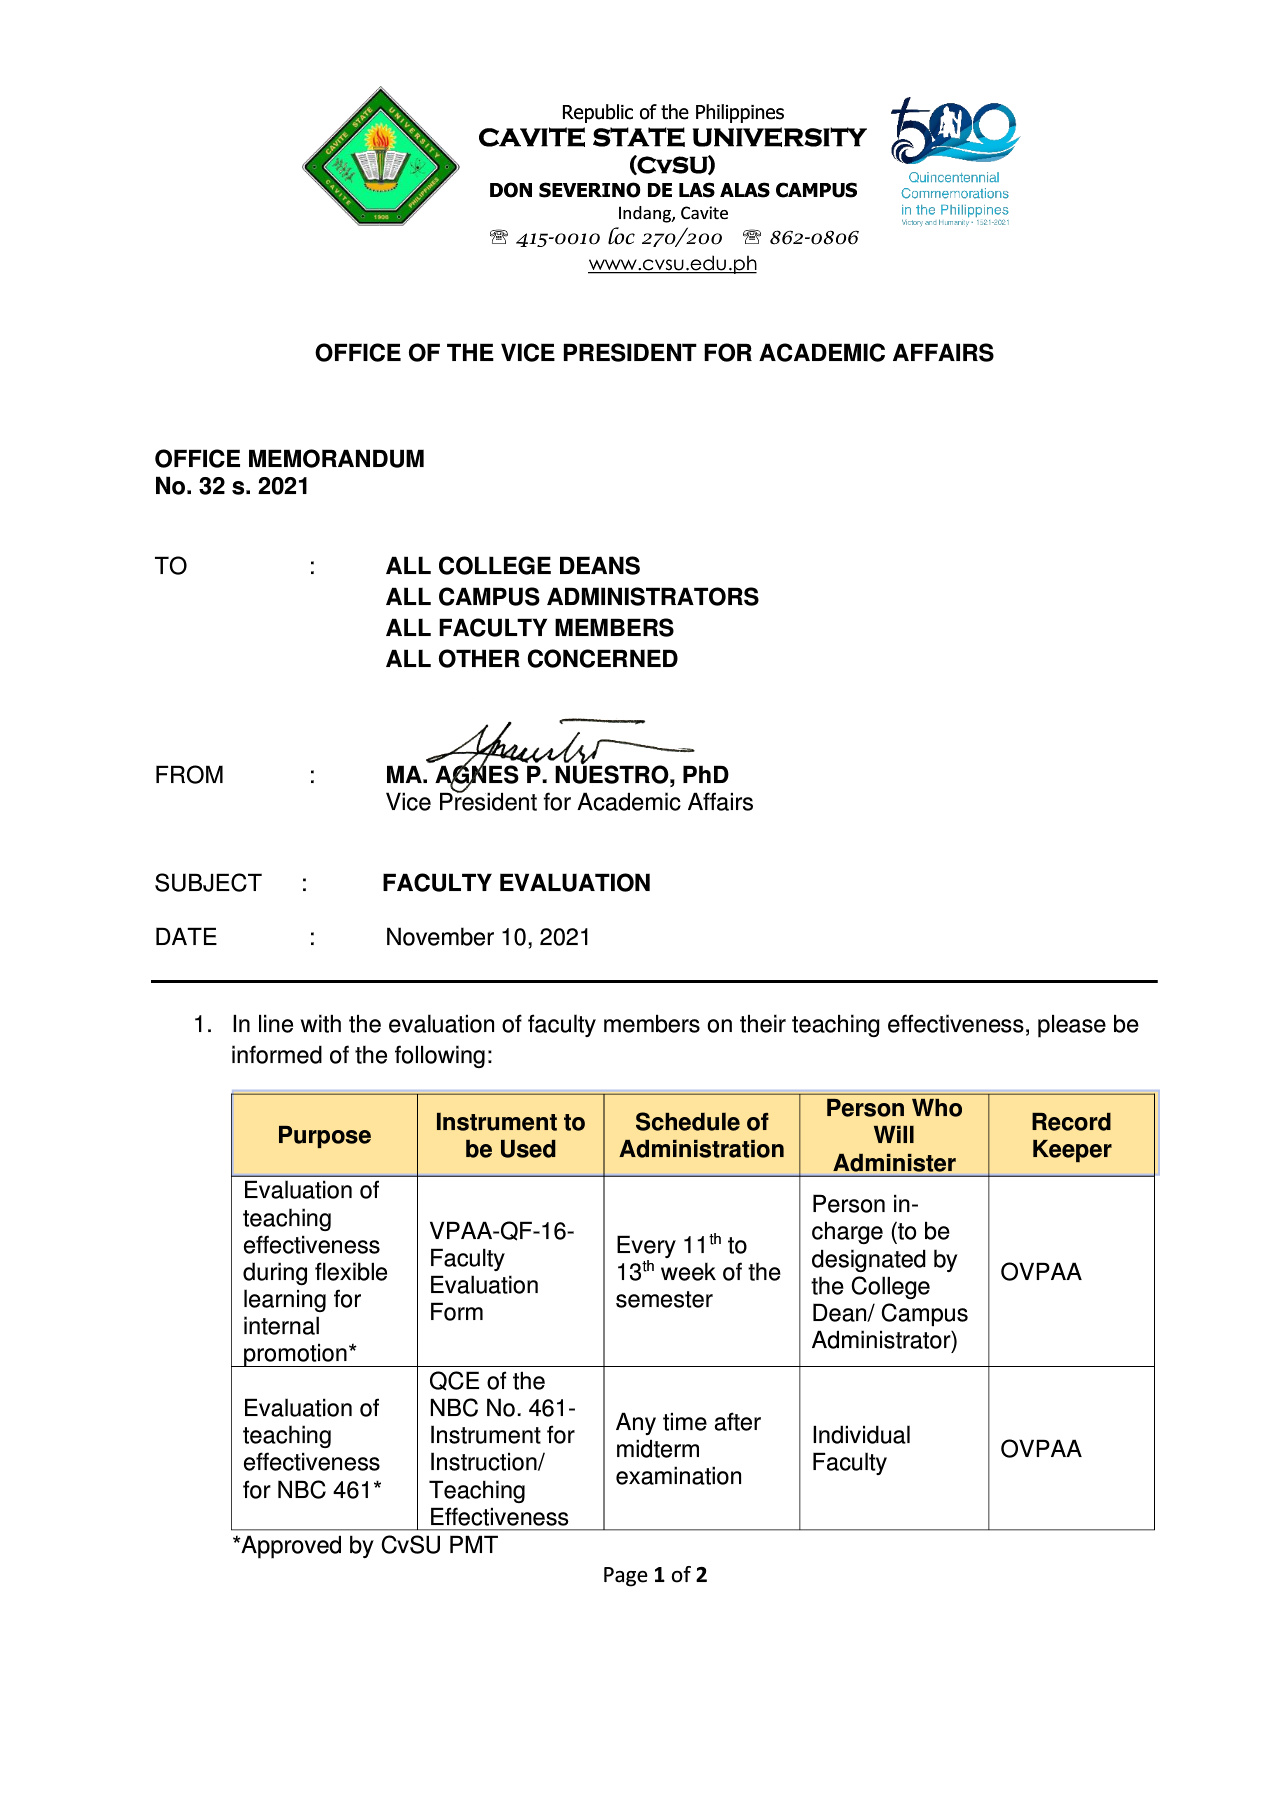 CAVITE STATE UNIVERSITY
CAVITE PHILIPPINES
1906
Republic of the Philippines
CAVITE STATE UNIVERSITY
(CvSU)
DON SEVERINO DE LAS ALAS CAMPUS
Indang, Cavite
☏ 415-0010 loc 270/200 ☏ 862-0806
www.cvsu.edu.ph
500
Quincentennial
Commemorations
in the Philippines
Victory and Humanity • 1521-2021
OFFICE OF THE VICE PRESIDENT FOR ACADEMIC AFFAIRS
OFFICE MEMORANDUM
No. 32 s. 2021
TO : ALL COLLEGE DEANS
ALL CAMPUS ADMINISTRATORS
ALL FACULTY MEMBERS
ALL OTHER CONCERNED
FROM : MA. AGNES P. NUESTRO, PhD
Vice President for Academic Affairs
SUBJECT : FACULTY EVALUATION
DATE : November 10, 2021
1. In line with the evaluation of faculty members on their teaching effectiveness, please be
informed of the following:
Purpose
Instrument to
be Used
Schedule of
Administration
Person Who
Will
Administer
Record
Keeper
Evaluation of
teaching
effectiveness
during flexible
learning for
internal
promotion*
VPAA-QF-16-
Faculty
Evaluation
Form
Every 11th to
13th week of the
semester
Person in-
charge (to be
designated by
the College
Dean/ Campus
Administrator)
OVPAA
Evaluation of
teaching
effectiveness
for NBC 461*
QCE of the
NBC No. 461-
Instrument for
Instruction/
Teaching
Effectiveness
Any time after
midterm
examination
Individual
Faculty
OVPAA
*Approved by CvSU PMT
Page 1 of 2